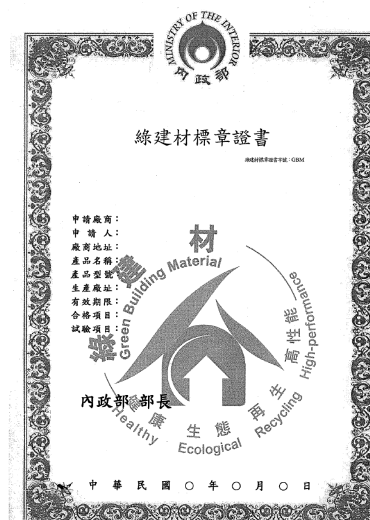 MINISTRY OF THE INTERIOR
內政部
綠建材標章證書
綠建材標章證書字號：GBM
申請廠商：
申 請 人：
廠商地址：
產品名稱：
產品型號：
生產廠址：
有效期限：
合格項目：
試驗項目：
綠建材
Green Building Material
高性能
High-performance
再生
Recycling
生態
Ecological
健康
Healthy
內政部 部長
中 華 民 國 ○ 年 ○ 月 ○ 日